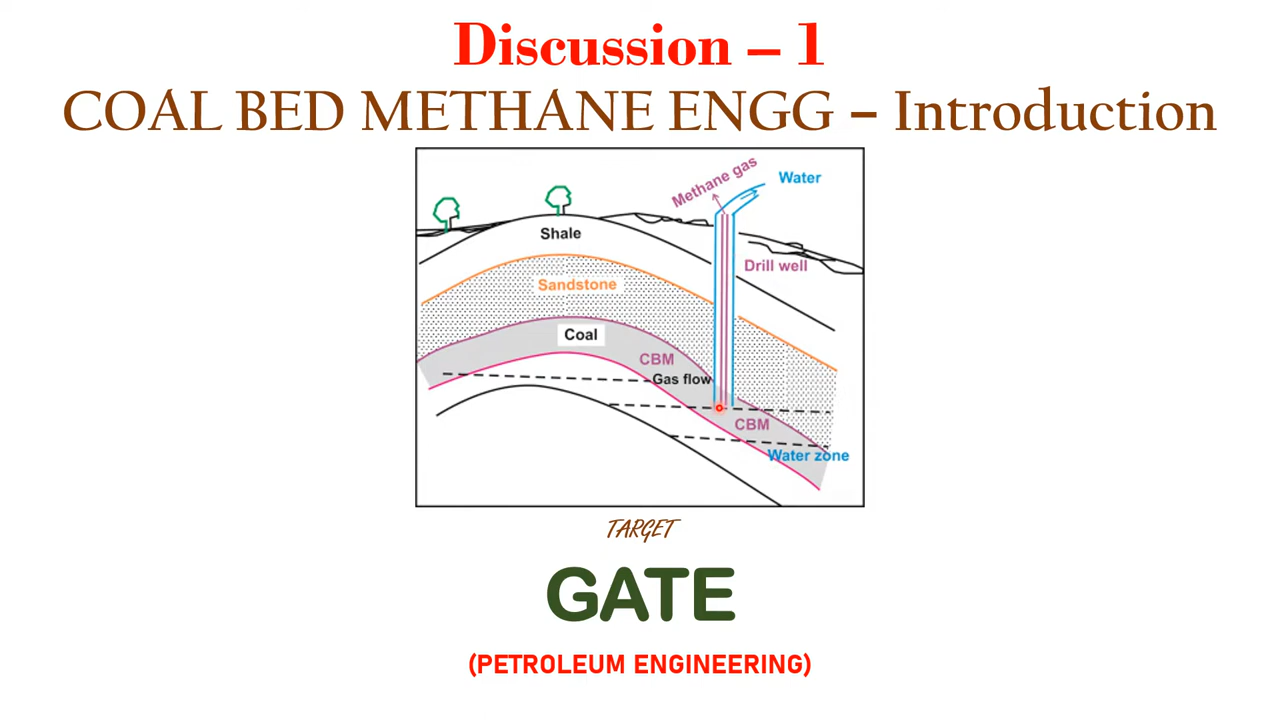 Discussion – 1
COAL BED METHANE ENGG – Introduction
Methane gas
Water
Shale
Drill well
Sandstone
Coal
CBM
Gas flow
CBM
Water zone
TARGET
GATE
(PETROLEUM ENGINEERING)